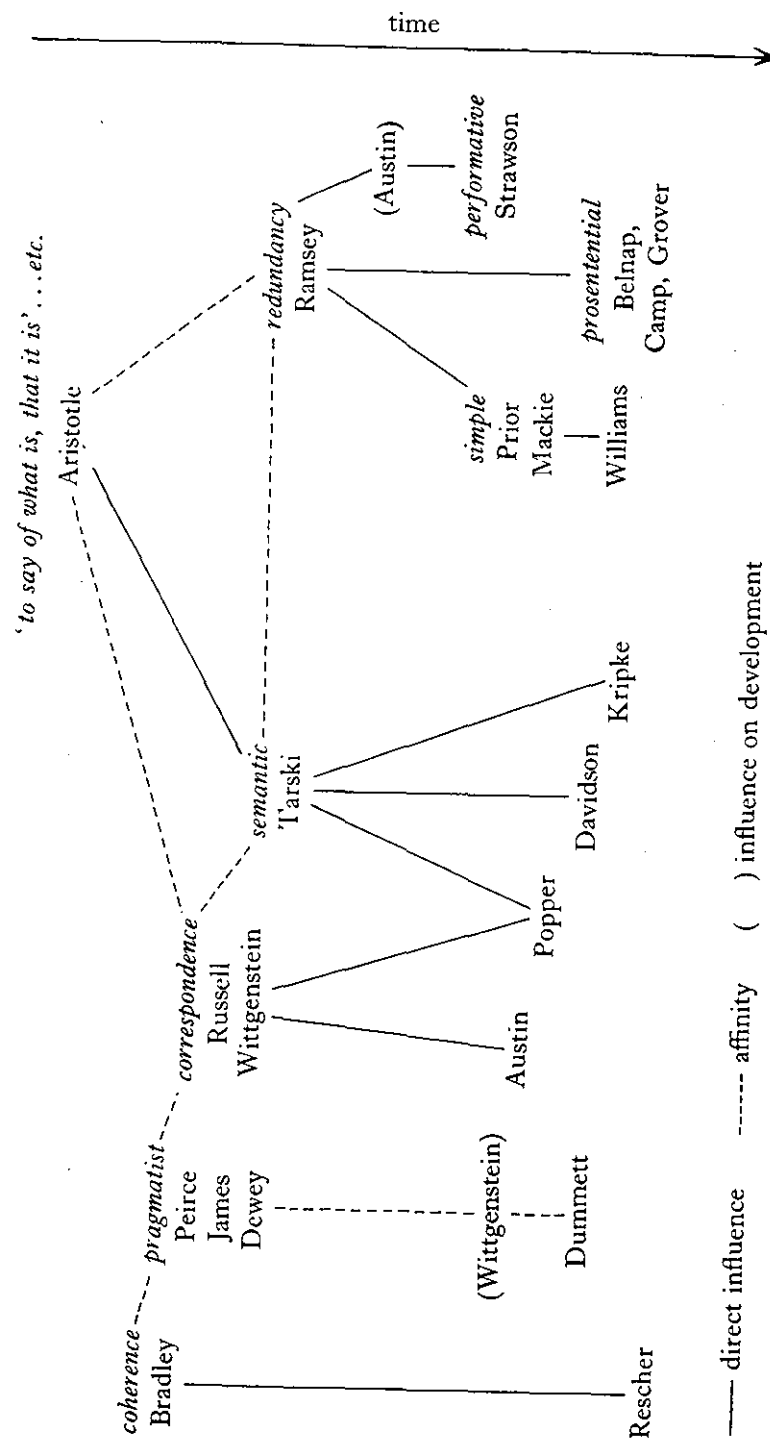 time
'to say of what is, that it is'...etc.
Aristotle
coherence
Bradley
pragmatist
Peirce
James
Dewey
correspondence
Russell
Wittgenstein
semantic
Tarski
redundancy
Ramsey
(Austin)
performative
Strawson
simple
Prior
Mackie
Williams
prosentential
Belnap,
Camp, Grover
(Wittgenstein)
Dummett
Austin
Popper
Davidson
Kripke
Rescher
direct influence
affinity
( ) influence on development